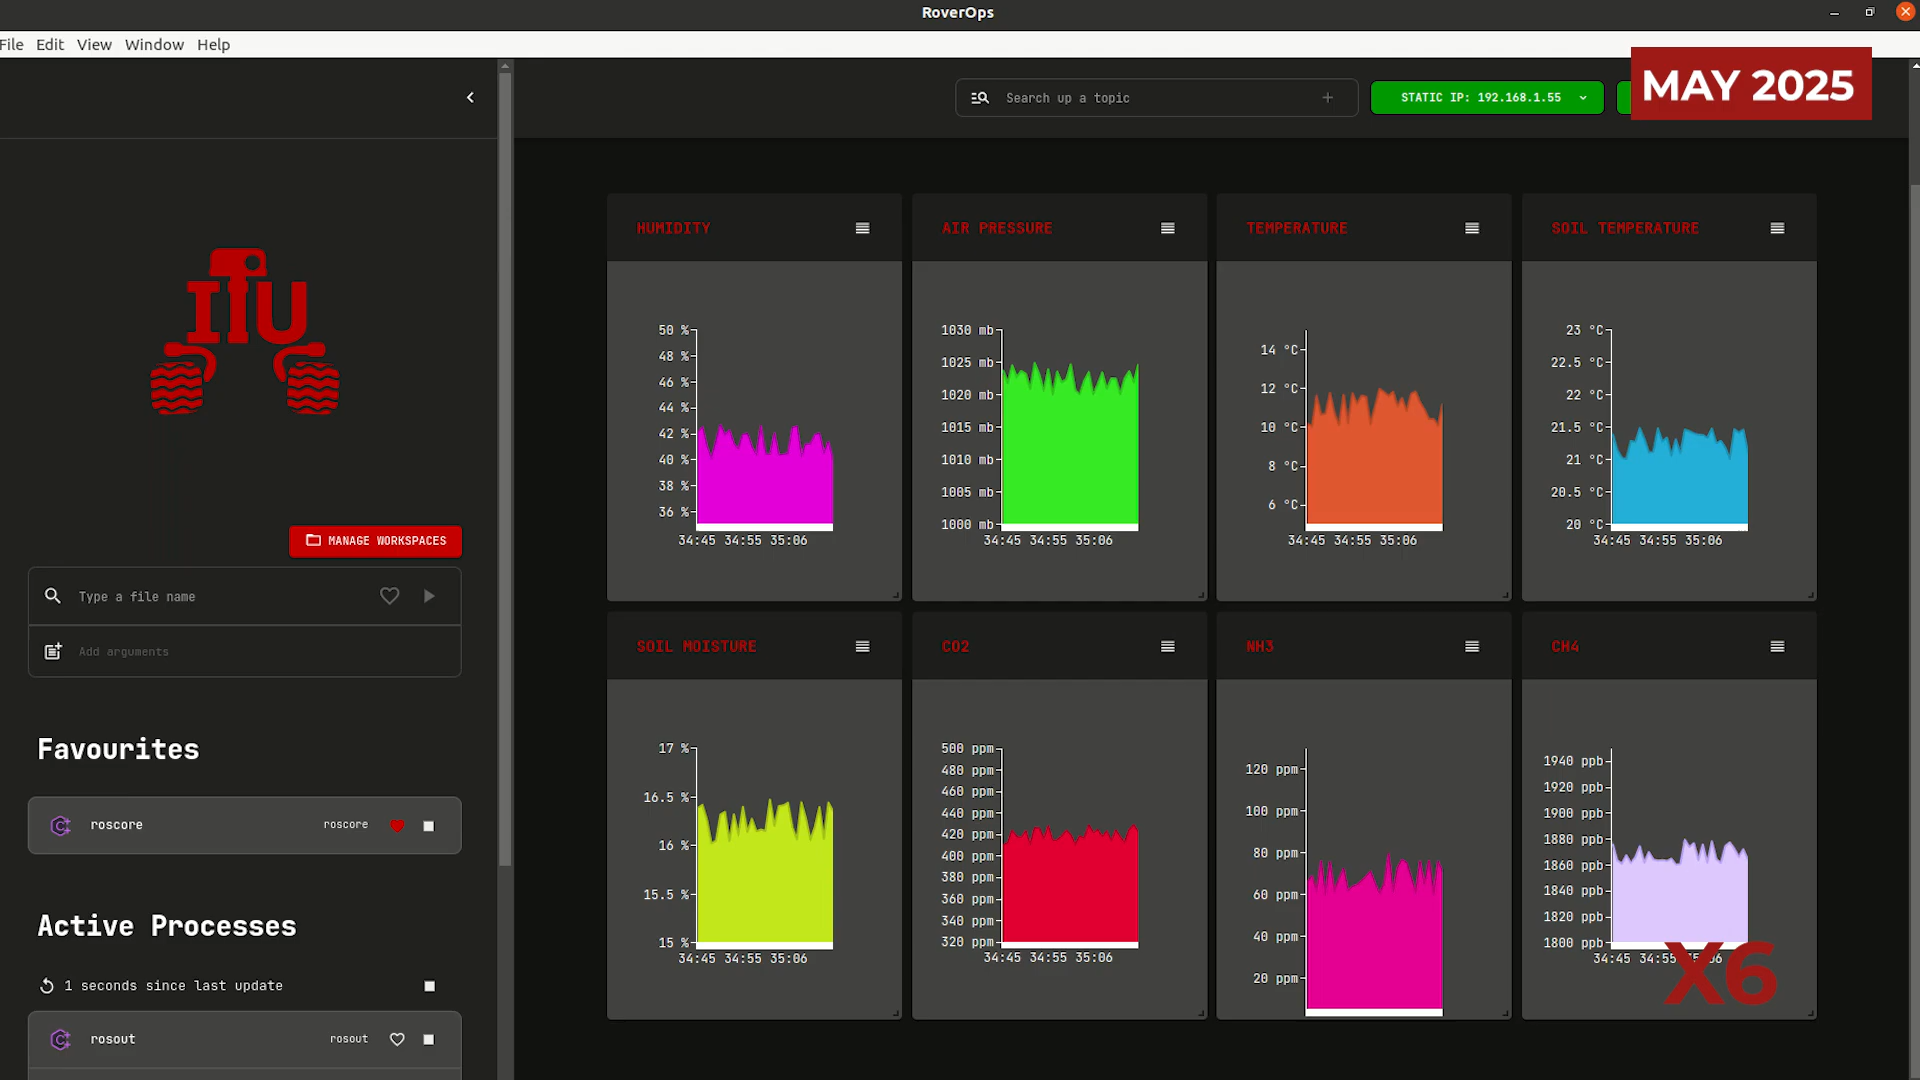 RoverOps
File Edit View Window Help
MAY 2025
Search up a topic
STATIC IP: 192.168.1.55
ITU
MANAGE WORKSPACES
Type a file name
Add arguments
Favourites
roscore roscore
Active Processes
1 seconds since last update
rosout rosout
HUMIDITY
50 %
48 %
46 %
44 %
42 %
40 %
38 %
36 %
34:45 34:55 35:06
AIR PRESSURE
1030 mb
1025 mb
1020 mb
1015 mb
1010 mb
1005 mb
1000 mb
34:45 34:55 35:06
TEMPERATURE
14 °C
12 °C
10 °C
8 °C
6 °C
34:45 34:55 35:06
SOIL TEMPERATURE
23 °C
22.5 °C
22 °C
21.5 °C
21 °C
20.5 °C
20 °C
34:45 34:55 35:06
SOIL MOISTURE
17 %
16.5 %
16 %
15.5 %
15 %
34:45 34:55 35:06
CO2
500 ppm
480 ppm
460 ppm
440 ppm
420 ppm
400 ppm
380 ppm
360 ppm
340 ppm
320 ppm
34:45 34:55 35:06
NH3
120 ppm
100 ppm
80 ppm
60 ppm
40 ppm
20 ppm
CH4
1940 ppb
1920 ppb
1900 ppb
1880 ppb
1860 ppb
1840 ppb
1820 ppb
1800 ppb
34:45 34:55 35:06
X6